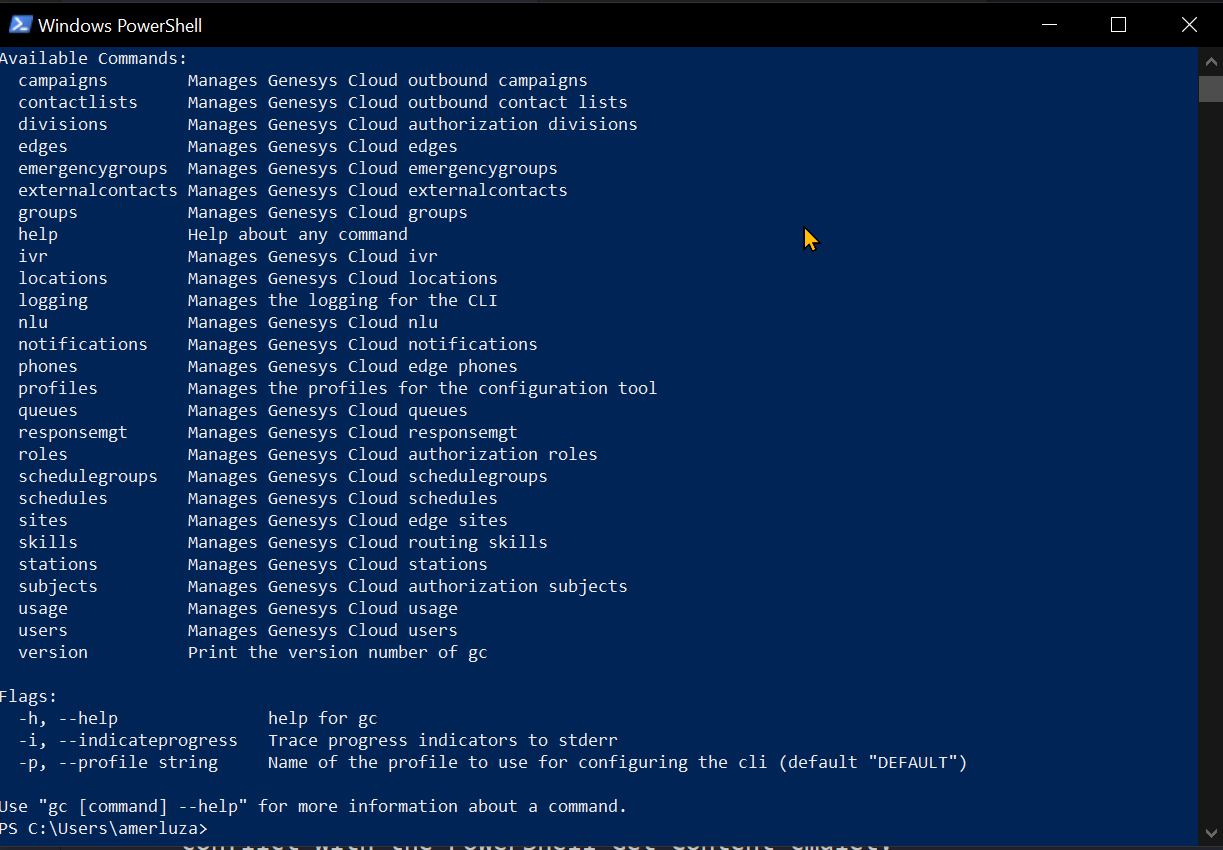 Windows PowerShell
Available Commands:
campaigns Manages Genesys Cloud outbound campaigns
contactlists Manages Genesys Cloud outbound contact lists
divisions Manages Genesys Cloud authorization divisions
edges Manages Genesys Cloud edges
emergencygroups Manages Genesys Cloud emergencygroups
externalcontacts Manages Genesys Cloud externalcontacts
groups Manages Genesys Cloud groups
help Help about any command
ivr Manages Genesys Cloud ivr
locations Manages Genesys Cloud locations
logging Manages the logging for the CLI
nlu Manages Genesys Cloud nlu
notifications Manages Genesys Cloud notifications
phones Manages Genesys Cloud edge phones
profiles Manages the profiles for the configuration tool
queues Manages Genesys Cloud queues
responsemgt Manages Genesys Cloud responsemgt
roles Manages Genesys Cloud authorization roles
schedulegroups Manages Genesys Cloud schedulegroups
schedules Manages Genesys Cloud schedules
sites Manages Genesys Cloud edge sites
skills Manages Genesys Cloud routing skills
stations Manages Genesys Cloud stations
subjects Manages Genesys Cloud authorization subjects
usage Manages Genesys Cloud usage
users Manages Genesys Cloud users
version Print the version number of gc
Flags:
-h, --help help for gc
-i, --indicateprogress Trace progress indicators to stderr
-p, --profile string Name of the profile to use for configuring the cli (default "DEFAULT")
Use "gc [command] --help" for more information about a command.
PS C:\Users\amerluza>
conflict with the PowerShell Get-Content cmdlet.